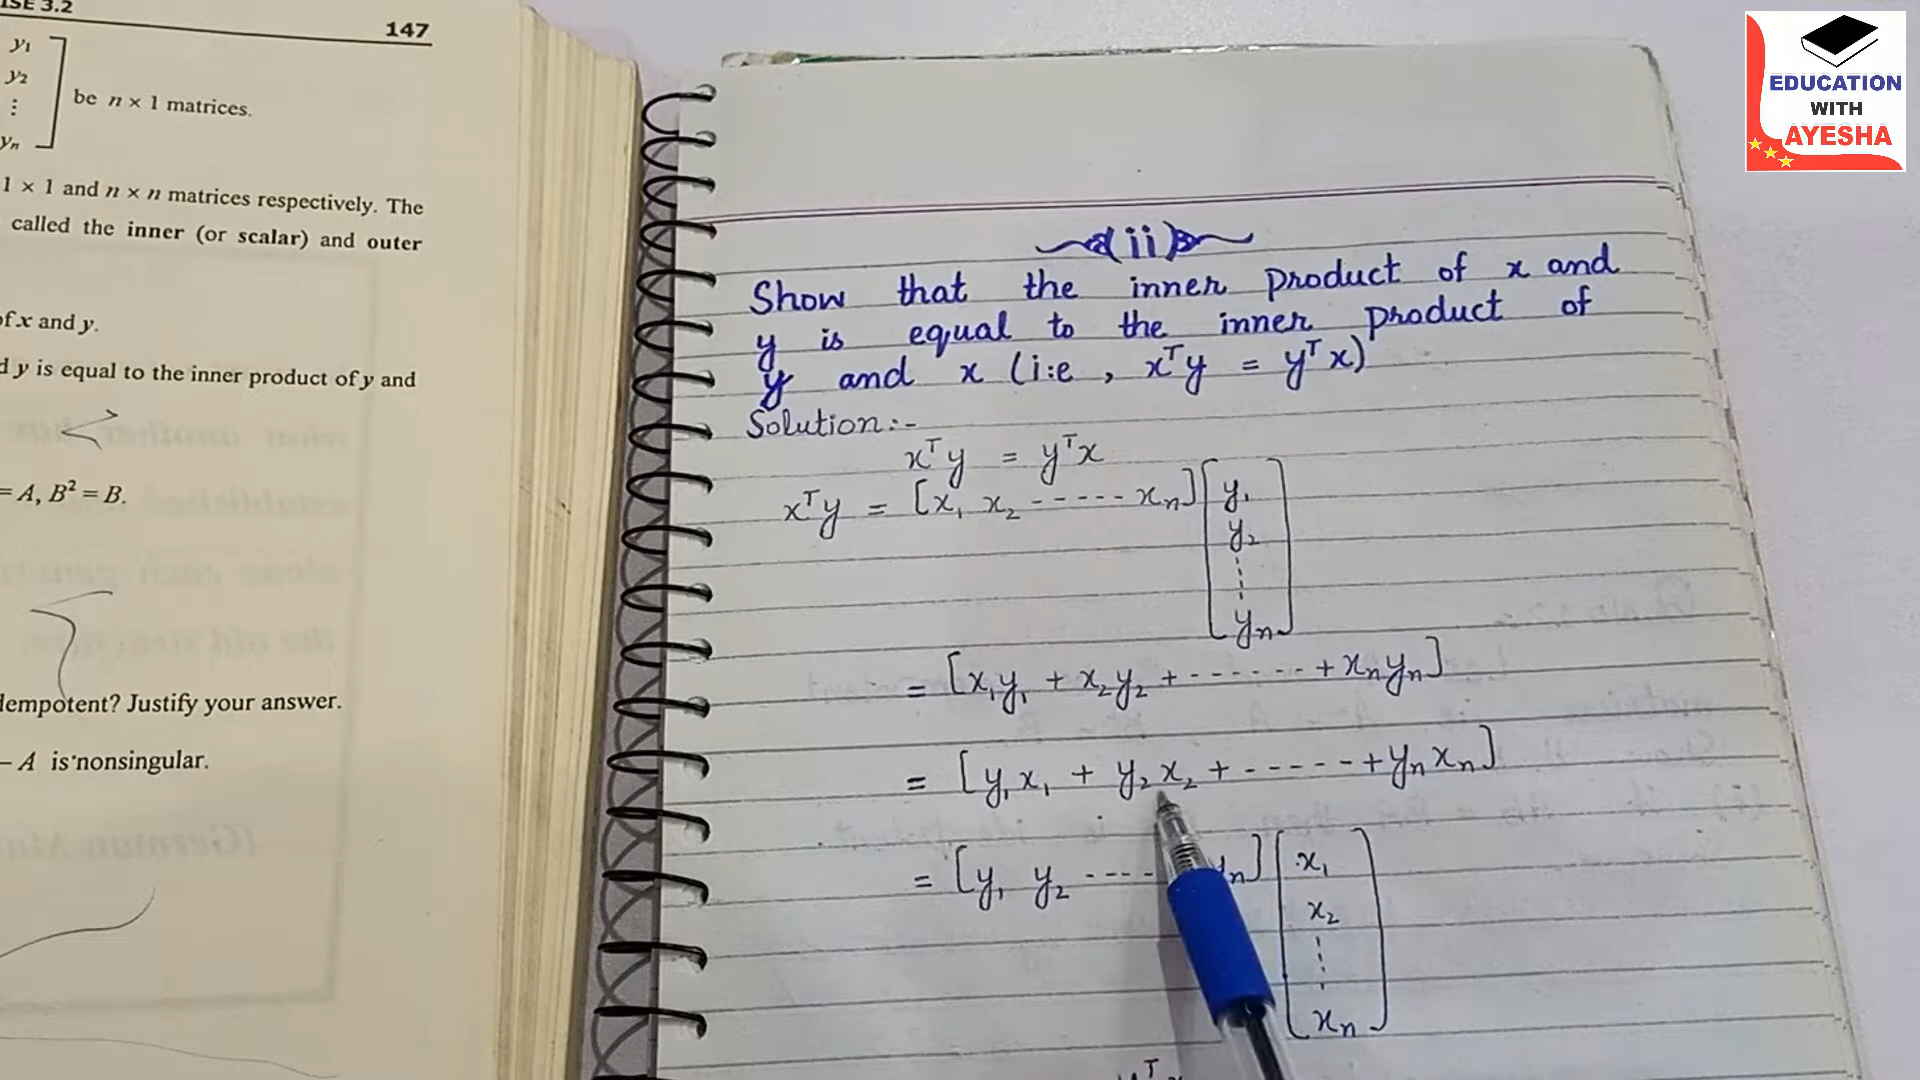 ISE 3.2
147
y1
y2
⋮
yn
be n × 1 matrices.
1 × 1 and n × n matrices respectively. The
called the inner (or scalar) and outer
of x and y.
d y is equal to the inner product of y and
= A, B² = B.
dempotent? Justify your answer.
– A is nonsingular.
EDUCATION
WITH
AYESHA
(ii)
Show that the inner product of x and
y is equal to the inner product of
y and x (i:e , xᵀy = yᵀx)
Solution:-
xᵀy = yᵀx
xᵀy = [x₁ x₂ ----- xₙ] [y₁
y₂
⋮
yₙ]
= [x₁y₁ + x₂y₂ + ------ + xₙyₙ]
= [y₁x₁ + y₂x₂ + ----- + yₙxₙ]
= [y₁ y₂ ---- yₙ] [x₁
x₂
⋮
xₙ]